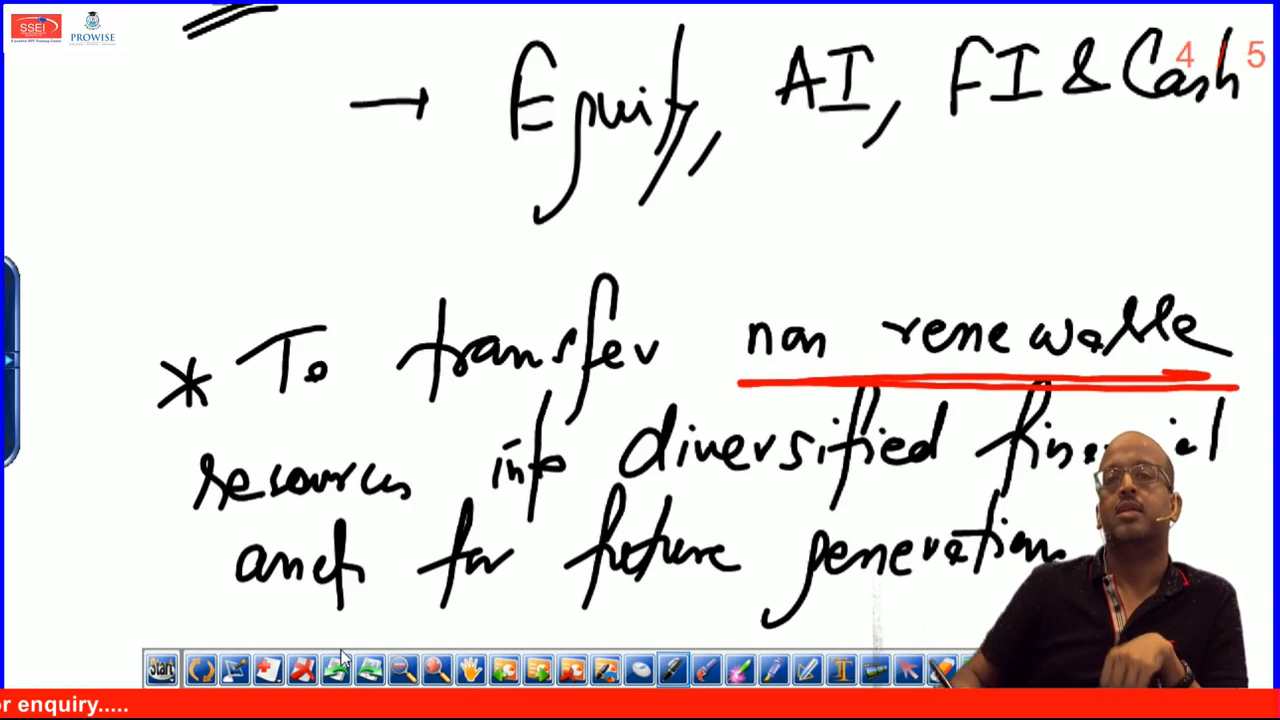 SSEI
PROWISE
4 / 5
→ Equity, AI, FI & Cash
* To transfer non renewable
resources into diversified financial
assets for future generations
Start
or enquiry.....